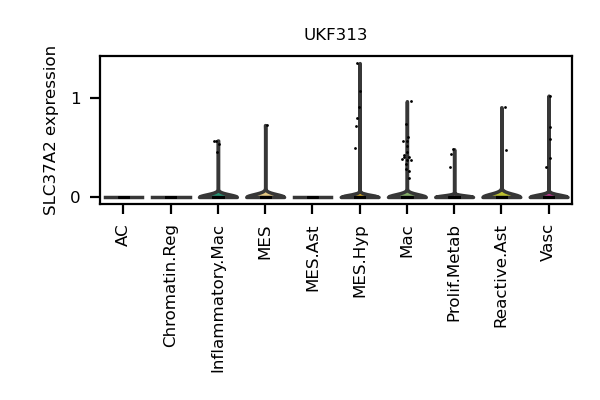 UKF313
SLC37A2 expression
1
0
AC
Chromatin.Reg
Inflammatory.Mac
MES
MES.Ast
MES.Hyp
Mac
Prolif.Metab
Reactive.Ast
Vasc